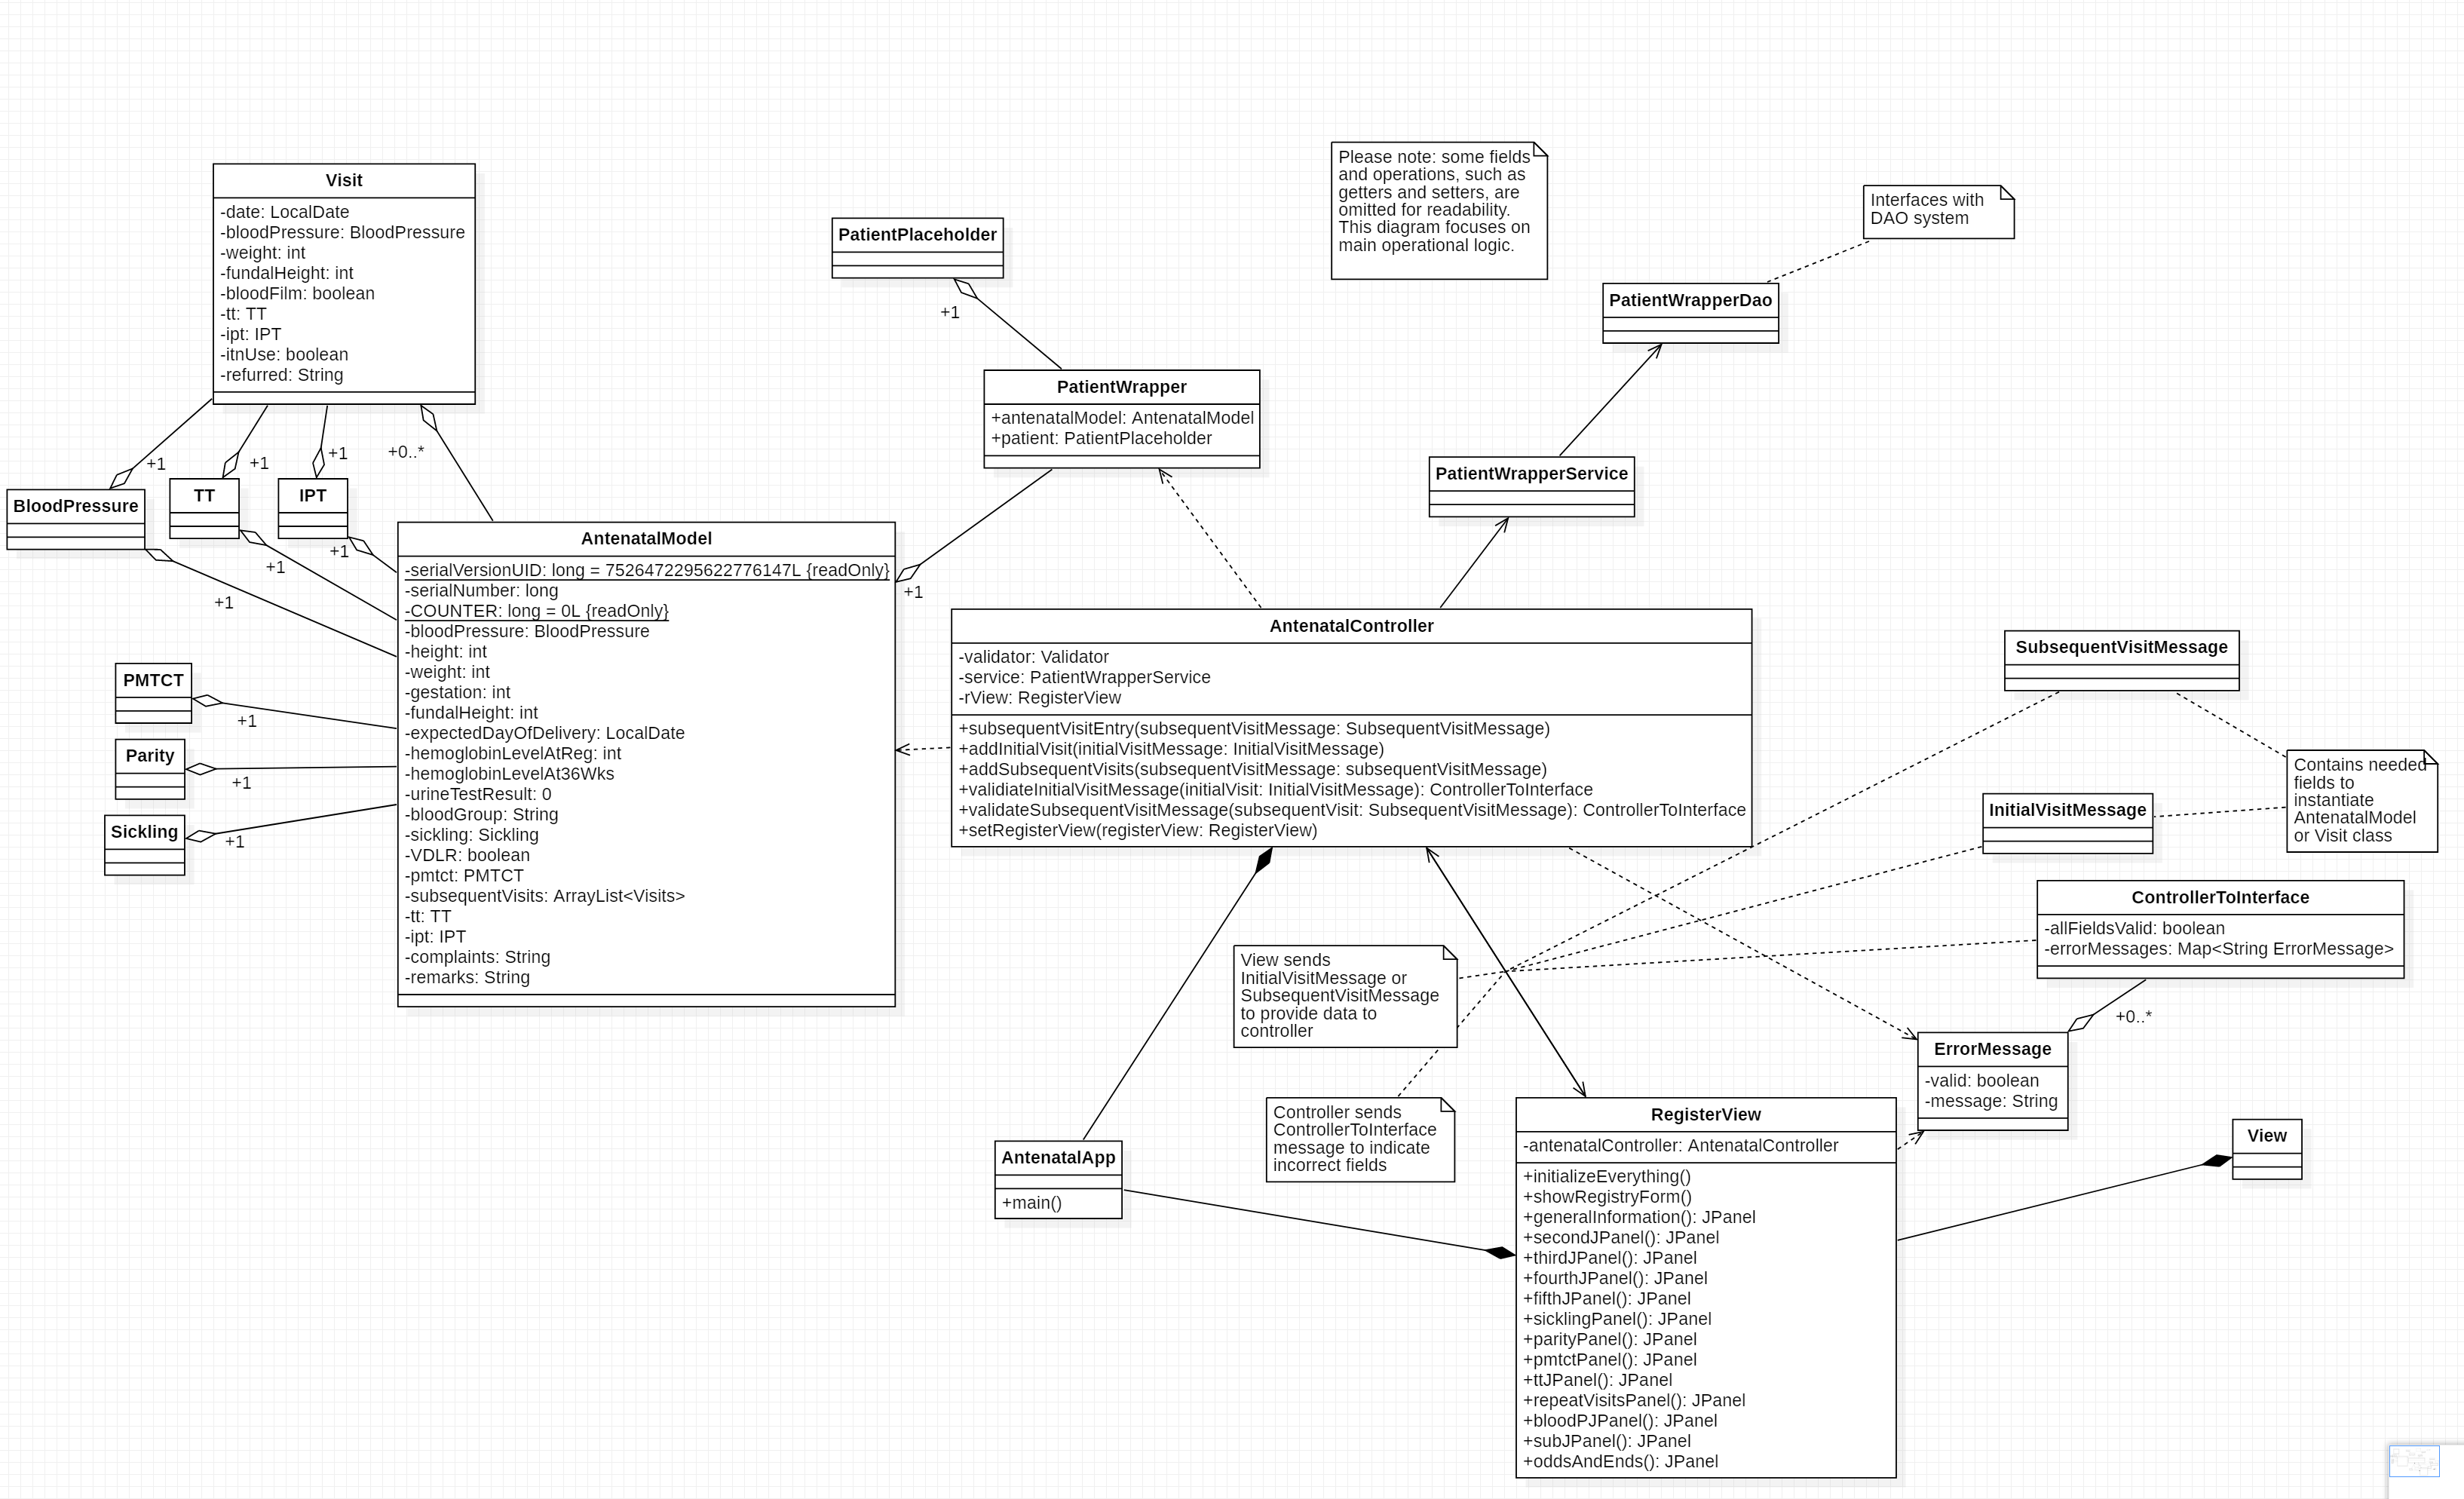 Visit
-date: LocalDate
-bloodPressure: BloodPressure
-weight: int
-fundalHeight: int
-bloodFilm: boolean
-tt: TT
-ipt: IPT
-itnUse: boolean
-refurred: String
+1
+1
+1
+0..*
BloodPressure
TT
IPT
+1
+1
+1
PMTCT
+1
Parity
+1
Sickling
+1
AntenatalModel
-serialVersionUID: long = 7526472295622776147L {readOnly}
-serialNumber: long
-COUNTER: long = 0L {readOnly}
-bloodPressure: BloodPressure
-height: int
-weight: int
-gestation: int
-fundalHeight: int
-expectedDayOfDelivery: LocalDate
-hemoglobinLevelAtReg: int
-hemoglobinLevelAt36Wks
-urineTestResult: 0
-bloodGroup: String
-sickling: Sickling
-VDLR: boolean
-pmtct: PMTCT
-subsequentVisits: ArrayList<Visits>
-tt: TT
-ipt: IPT
-complaints: String
-remarks: String
PatientPlaceholder
+1
PatientWrapper
+antenatalModel: AntenatalModel
+patient: PatientPlaceholder
+1
Please note: some fields
and operations, such as
getters and setters, are
omitted for readability.
This diagram focuses on
main operational logic.
Interfaces with
DAO system
PatientWrapperDao
PatientWrapperService
AntenatalController
-validator: Validator
-service: PatientWrapperService
-rView: RegisterView
+subsequentVisitEntry(subsequentVisitMessage: SubsequentVisitMessage)
+addInitialVisit(initialVisitMessage: InitialVisitMessage)
+addSubsequentVisits(subsequentVisitMessage: subsequentVisitMessage)
+validiateInitialVisitMessage(initialVisit: InitialVisitMessage): ControllerToInterface
+validateSubsequentVisitMessage(subsequentVisit: SubsequentVisitMessage): ControllerToInterface
+setRegisterView(registerView: RegisterView)
SubsequentVisitMessage
Contains needed
fields to
instantiate
AntenatalModel
or Visit class
InitialVisitMessage
ControllerToInterface
-allFieldsValid: boolean
-errorMessages: Map<String ErrorMessage>
+0..*
View sends
InitialVisitMessage or
SubsequentVisitMessage
to provide data to
controller
ErrorMessage
-valid: boolean
-message: String
Controller sends
ControllerToInterface
message to indicate
incorrect fields
AntenatalApp
+main()
RegisterView
-antenatalController: AntenatalController
+initializeEverything()
+showRegistryForm()
+generalInformation(): JPanel
+secondJPanel(): JPanel
+thirdJPanel(): JPanel
+fourthJPanel(): JPanel
+fifthJPanel(): JPanel
+sicklingPanel(): JPanel
+parityPanel(): JPanel
+pmtctPanel(): JPanel
+ttJPanel(): JPanel
+repeatVisitsPanel(): JPanel
+bloodPJPanel(): JPanel
+subJPanel(): JPanel
+oddsAndEnds(): JPanel
View